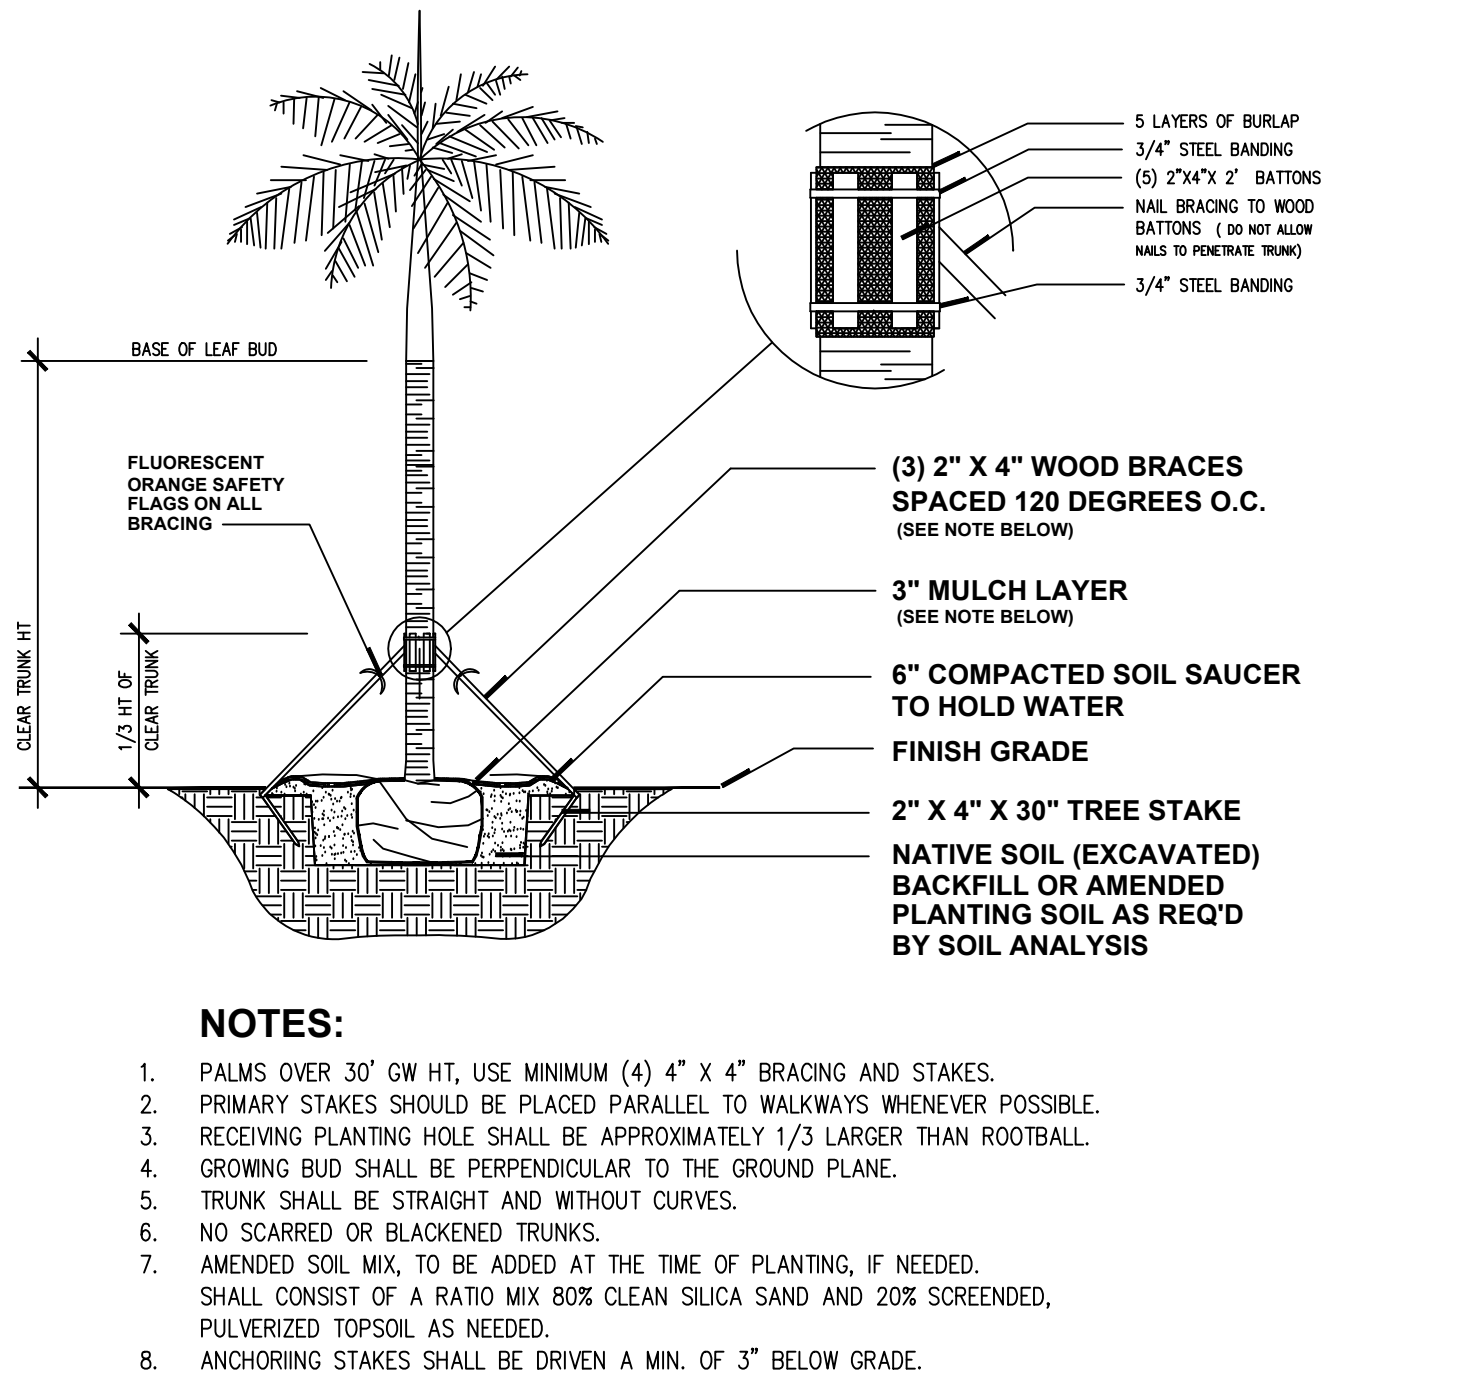 5 LAYERS OF BURLAP
3/4" STEEL BANDING
(5) 2"X4"X 2' BATTONS
NAIL BRACING TO WOOD
BATTONS ( DO NOT ALLOW
NAILS TO PENETRATE TRUNK)
3/4" STEEL BANDING
BASE OF LEAF BUD
FLUORESCENT
ORANGE SAFETY
FLAGS ON ALL
BRACING
CLEAR TRUNK HT
1/3 HT OF
CLEAR TRUNK
(3) 2" X 4" WOOD BRACES
SPACED 120 DEGREES O.C.
(SEE NOTE BELOW)
3" MULCH LAYER
(SEE NOTE BELOW)
6" COMPACTED SOIL SAUCER
TO HOLD WATER
FINISH GRADE
2" X 4" X 30" TREE STAKE
NATIVE SOIL (EXCAVATED)
BACKFILL OR AMENDED
PLANTING SOIL AS REQ'D
BY SOIL ANALYSIS
NOTES:
1. PALMS OVER 30' GW HT, USE MINIMUM (4) 4" X 4" BRACING AND STAKES.
2. PRIMARY STAKES SHOULD BE PLACED PARALLEL TO WALKWAYS WHENEVER POSSIBLE.
3. RECEIVING PLANTING HOLE SHALL BE APPROXIMATELY 1/3 LARGER THAN ROOTBALL.
4. GROWING BUD SHALL BE PERPENDICULAR TO THE GROUND PLANE.
5. TRUNK SHALL BE STRAIGHT AND WITHOUT CURVES.
6. NO SCARRED OR BLACKENED TRUNKS.
7. AMENDED SOIL MIX, TO BE ADDED AT THE TIME OF PLANTING, IF NEEDED.
SHALL CONSIST OF A RATIO MIX 80% CLEAN SILICA SAND AND 20% SCREENDED,
PULVERIZED TOPSOIL AS NEEDED.
8. ANCHORIING STAKES SHALL BE DRIVEN A MIN. OF 3" BELOW GRADE.